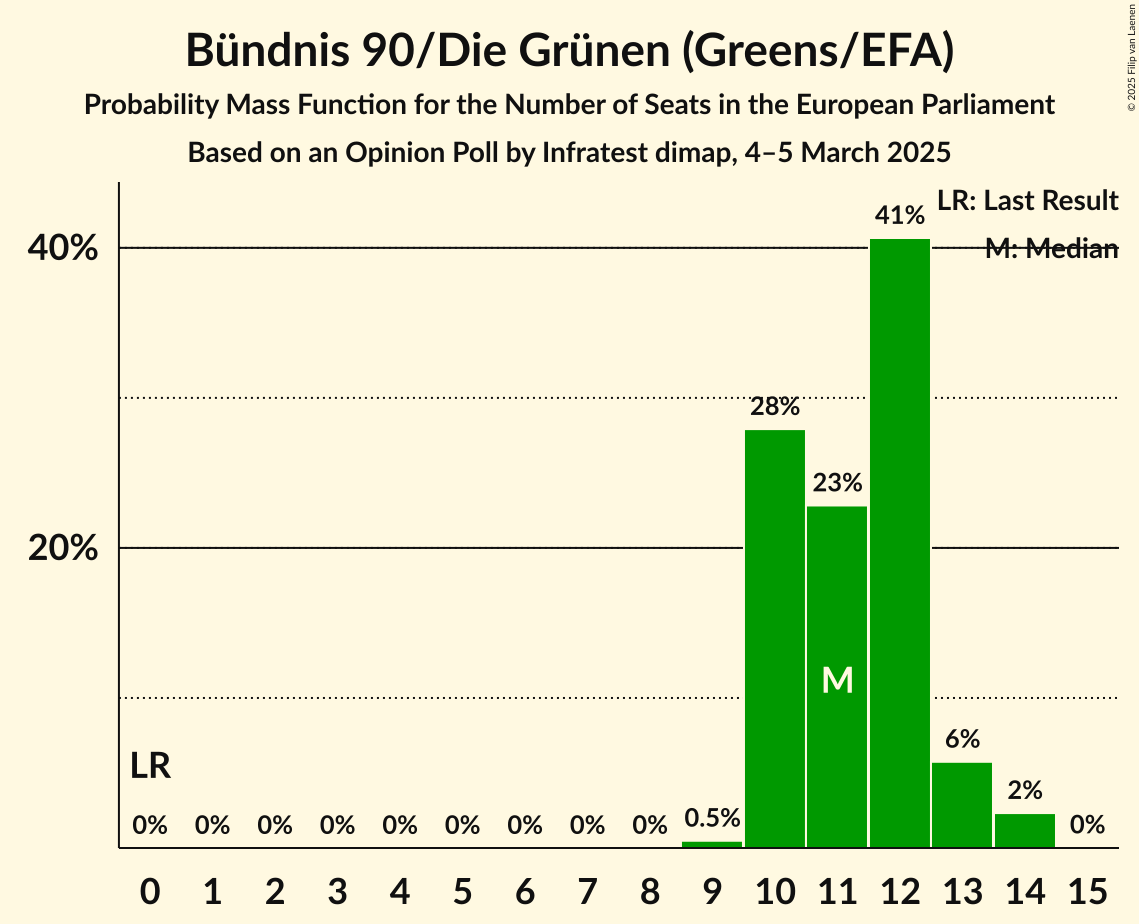 Bündnis 90/Die Grünen (Greens/EFA)
Probability Mass Function for the Number of Seats in the European Parliament
Based on an Opinion Poll by Infratest dimap, 4–5 March 2025
© 2025 Filip van Laenen
LR: Last Result
M: Median
40%
20%
41%
28%
23%
M
6%
2%
LR
0% 0% 0% 0% 0% 0% 0% 0% 0% 0.5% 0%
0 1 2 3 4 5 6 7 8 9 10 11 12 13 14 15